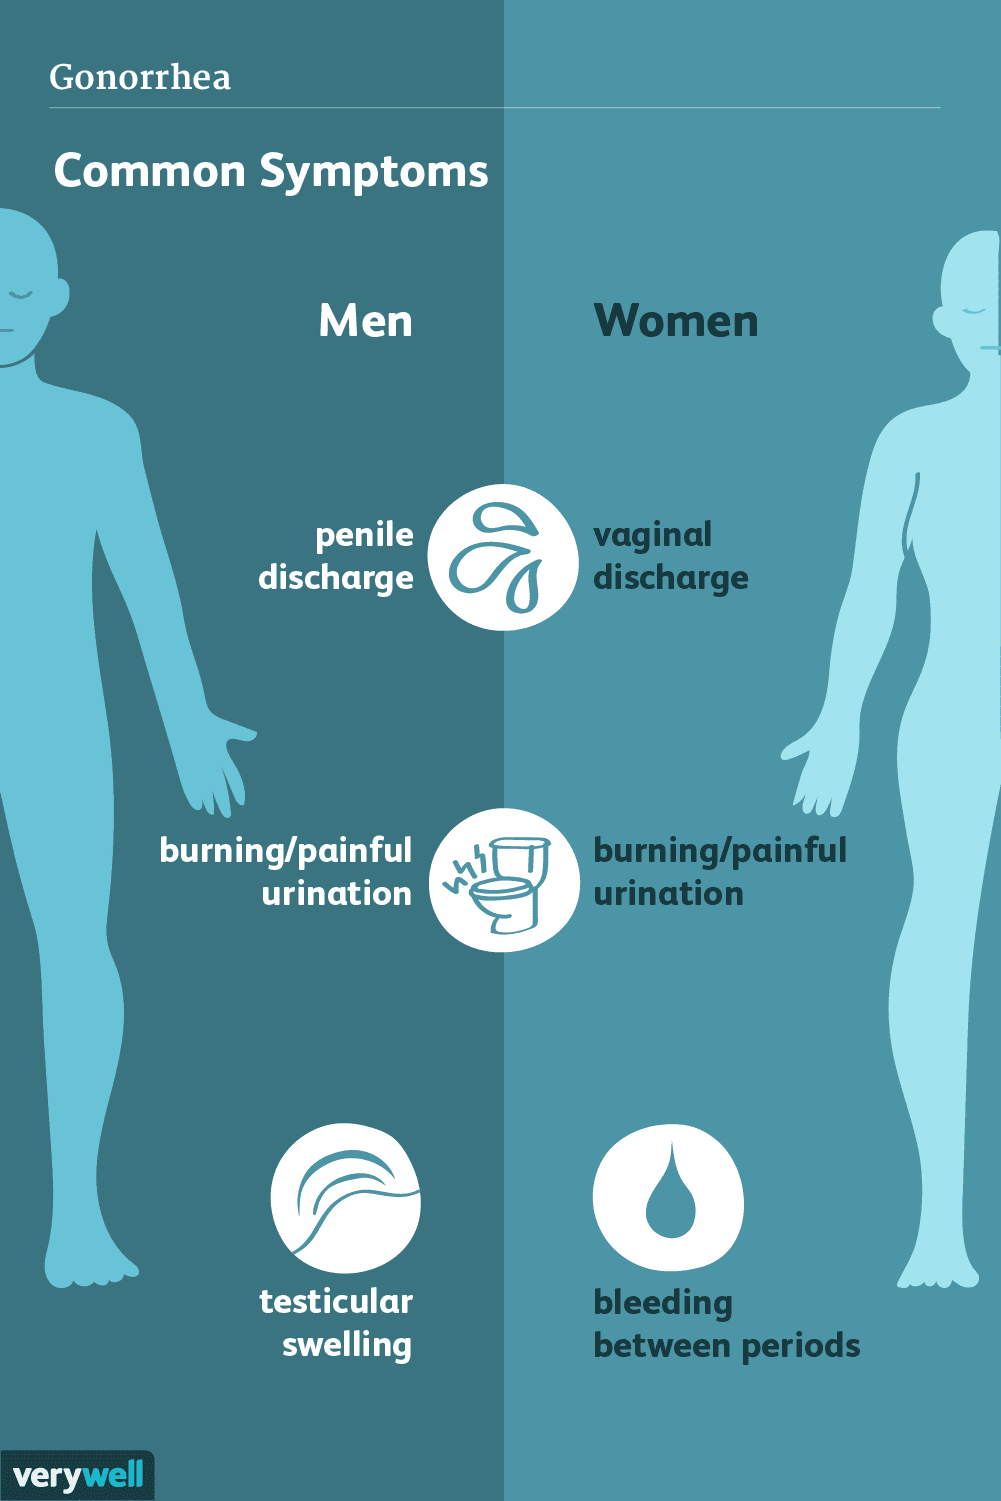 Gonorrhea
Common Symptoms
Men
Women
penile
discharge
vaginal
discharge
burning/painful
urination
burning/painful
urination
testicular
swelling
bleeding
between periods
verywell